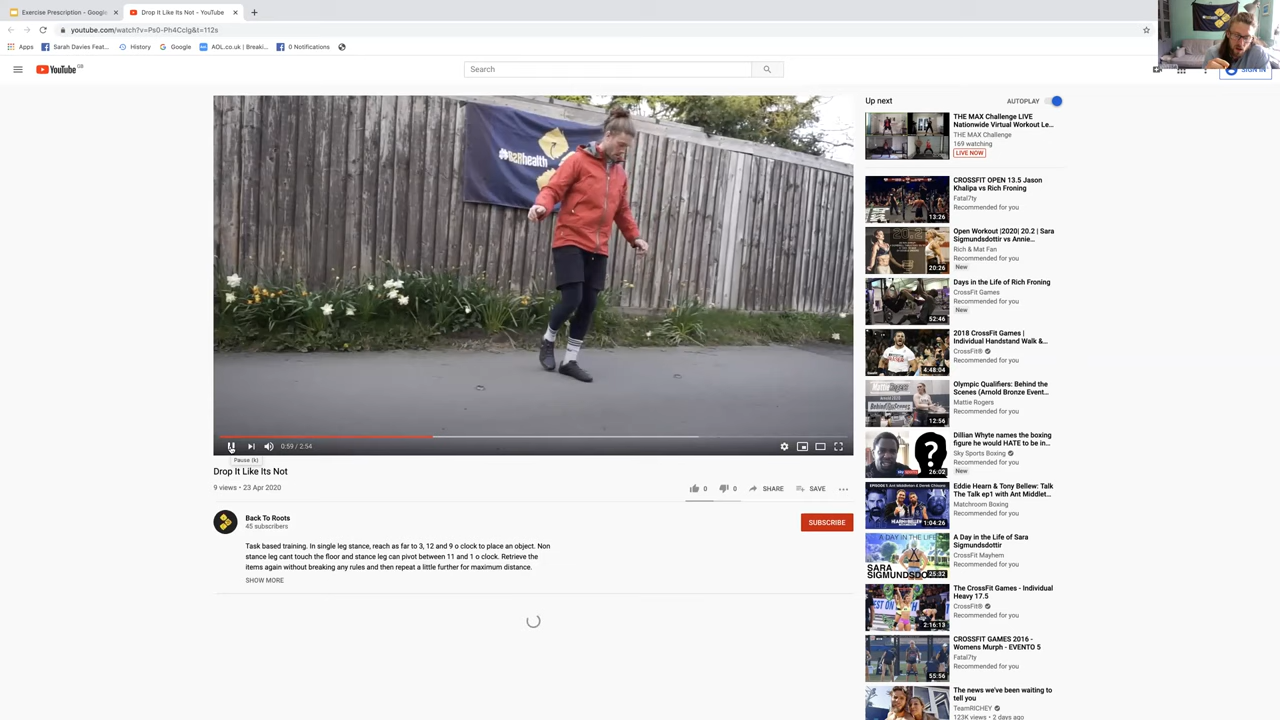 Exercise Prescription - Google
Drop It Like Its Not - YouTube
youtube.com/watch?v=Ps0-Ph4CcIg&t=112s
Apps
Sarah Davies Feat...
History
Google
AOL.co.uk | Breaki...
0 Notifications
YouTube GB
Search
SIGN IN
#B2Rhealth
Up next
AUTOPLAY
THE MAX Challenge LIVE
Nationwide Virtual Workout Le...
THE MAX Challenge
169 watching
LIVE NOW
CROSSFIT OPEN 13.5 Jason
Khalipa vs Rich Froning
Fatal7ty
Recommended for you
13:26
Open Workout |2020| 20.2 | Sara
Sigmundsdottir vs Annie...
Rich & Mat Fan
Recommended for you
20:26
New
Days in the Life of Rich Froning
CrossFit Games
Recommended for you
New
52:46
2018 CrossFit Games |
Individual Handstand Walk &...
CrossFit®
Recommended for you
4:48:04
Olympic Qualifiers: Behind the
Scenes (Arnold Bronze Event...
Mattie Rogers
Recommended for you
12:56
Dillian Whyte names the boxing
figure he would HATE to be in...
Sky Sports Boxing
Recommended for you
26:02
New
Eddie Hearn & Tony Bellew: Talk
The Talk ep1 with Ant Middlet...
Matchroom Boxing
Recommended for you
1:04:26
A DAY IN THE LIFE
SARA
SIGMUNDSDO
25:32
A Day in the Life of Sara
Sigmundsdottir
CrossFit Mayhem
Recommended for you
The CrossFit Games - Individual
Heavy 17.5
CrossFit®
Recommended for you
2:16:13
CROSSFIT GAMES 2016 -
Womens Murph - EVENTO 5
Fatal7ty
Recommended for you
55:56
The news we've been waiting to
tell you
TeamRICHEY
123K views • 2 days ago
0:59 / 2:54
Pause (k)
Drop It Like Its Not
9 views • 23 Apr 2020
0
0
SHARE
SAVE
Back To Roots
45 subscribers
SUBSCRIBE
Task based training. In single leg stance, reach as far to 3, 12 and 9 o clock to place an object. Non
stance leg cant touch the floor and stance leg can pivot between 11 and 1 o clock. Retrieve the
items again without breaking any rules and then repeat a little further for maximum distance.
SHOW MORE